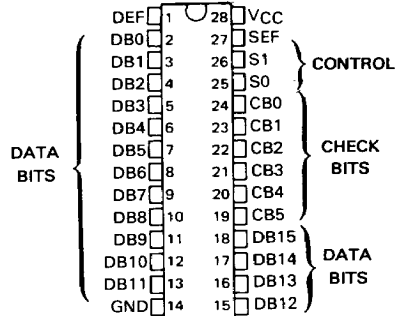 DEF 1 28 VCC
DB0 2 27 SEF
DB1 3 26 S1
DB2 4 25 S0
CONTROL
DB3 5 24 CB0
DB4 6 23 CB1
DB5 7 22 CB2
DATA BITS
CHECK BITS
DB6 8 21 CB3
DB7 9 20 CB4
DB8 10 19 CB5
DB9 11 18 DB15
DB10 12 17 DB14
DATA BITS
DB11 13 16 DB13
GND 14 15 DB12